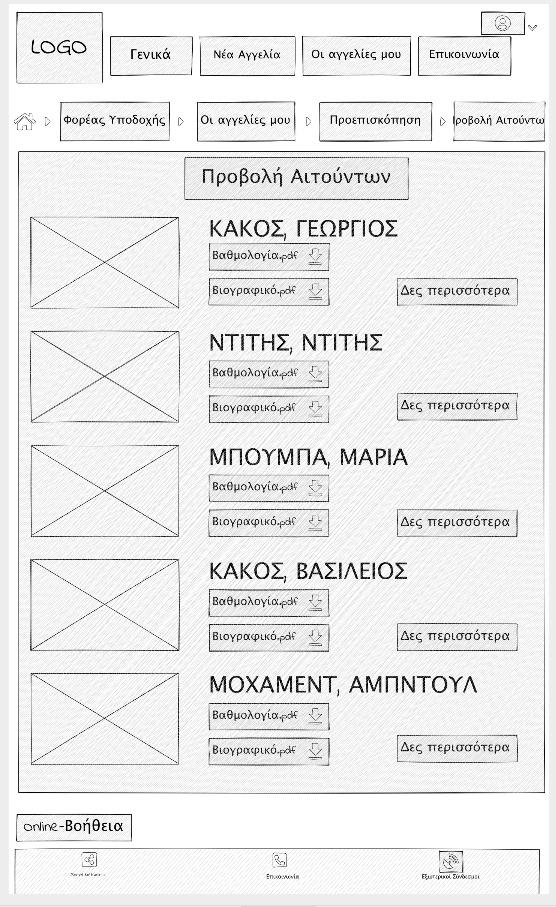 LOGO
Γενικά
Νέα Αγγελία
Οι αγγελίες μου
Επικοινωνία
Φορέας Υποδοχής
Οι αγγελίες μου
Προεπισκόπηση
ροβολή Αιτούντω
Προβολή Αιτούντων
ΚΑΚΟΣ, ΓΕΩΡΓΙΟΣ
Βαθμολογία.pdf
Βιογραφικό.pdf
Δες περισσότερα
ΝΤΙΤΗΣ, ΝΤΙΤΗΣ
Βαθμολογία.pdf
Βιογραφικό.pdf
Δες περισσότερα
ΜΠΟΥΜΠΑ, ΜΑΡΙΑ
Βαθμολογία.pdf
Βιογραφικό.pdf
Δες περισσότερα
ΚΑΚΟΣ, ΒΑΣΙΛΕΙΟΣ
Βαθμολογία.pdf
Βιογραφικό.pdf
Δες περισσότερα
ΜΟΧΑΜΕΝΤ, ΑΜΠΝΤΟΥΛ
Βαθμολογία.pdf
Βιογραφικό.pdf
Δες περισσότερα
online-Βοήθεια
Επικοινωνία
Εξωτερικοί Σύνδεσμοι